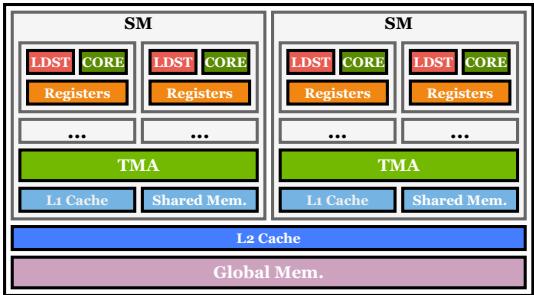 SM SM
LDST CORE LDST CORE LDST CORE LDST CORE
Registers Registers Registers Registers
... ... ... ...
TMA TMA
L1 Cache Shared Mem. L1 Cache Shared Mem.
L2 Cache
Global Mem.